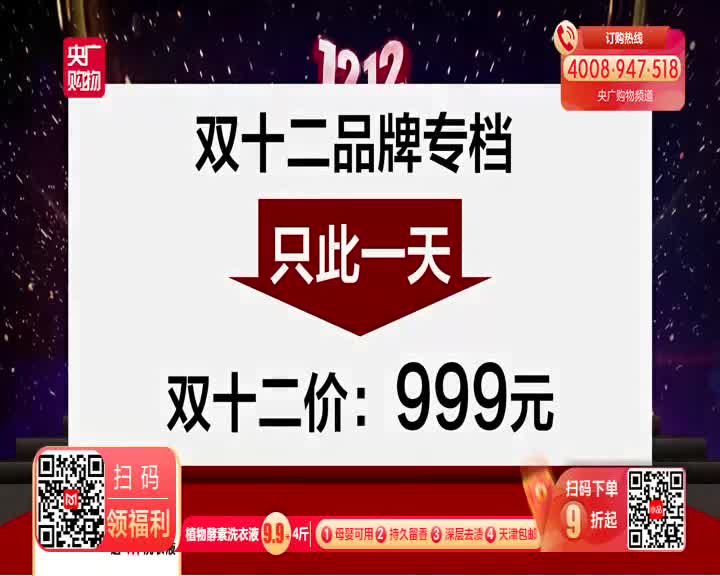 央广
购物
1212
订购热线
4008·947·518
央广购物频道
双十二品牌专档
只此一天
双十二价：999元
扫码
领福利
植物酵素洗衣液 9.9元 4斤 ①母婴可用 ②持久留香 ③深层去渍 ④天津包邮
扫码下单
9折起